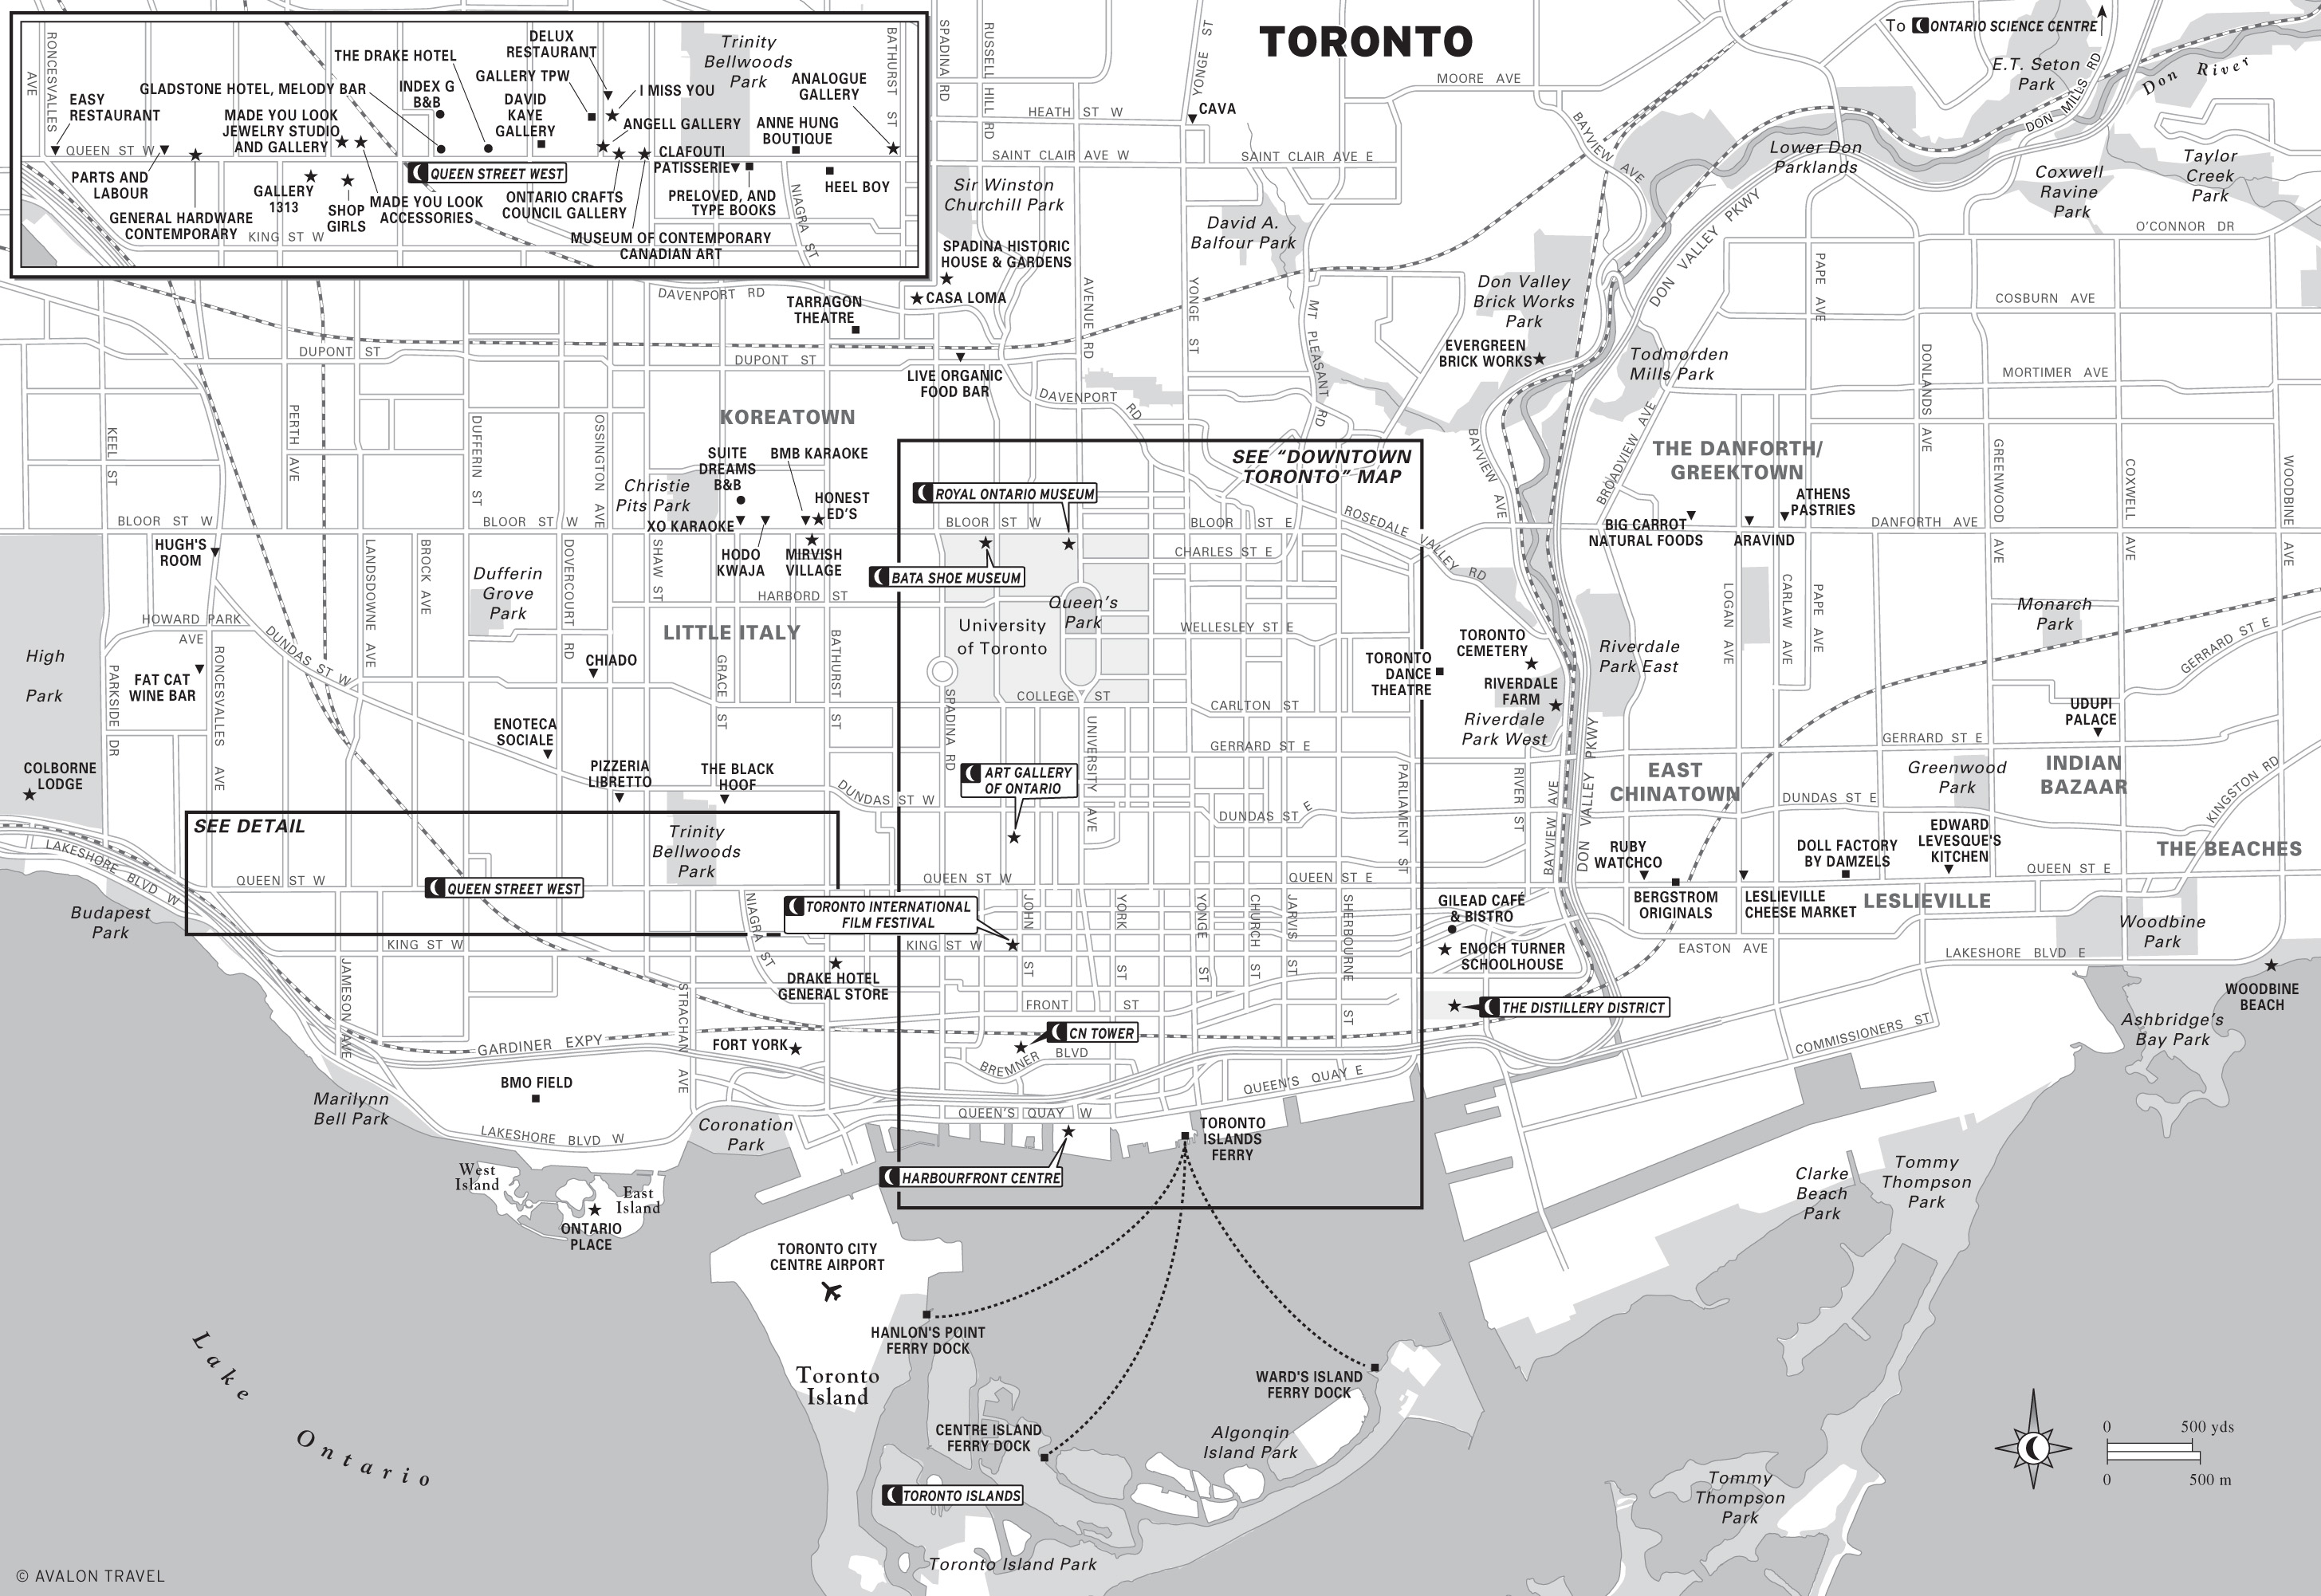 TORONTO
To ONTARIO SCIENCE CENTRE
RONCESVALLES
AVE
EASY
RESTAURANT
QUEEN ST W
PARTS AND
LABOUR
GENERAL HARDWARE
CONTEMPORARY
GLADSTONE HOTEL, MELODY BAR
MADE YOU LOOK
JEWELRY STUDIO
AND GALLERY
GALLERY
1313
SHOP
GIRLS
MADE YOU LOOK
ACCESSORIES
KING ST W
THE DRAKE HOTEL
INDEX G
B&B
DELUX
RESTAURANT
GALLERY TPW
DAVID
KAYE
GALLERY
QUEEN STREET WEST
I MISS YOU
ANGELL GALLERY
ONTARIO CRAFTS
COUNCIL GALLERY
MUSEUM OF CONTEMPORARY
CANADIAN ART
CLAFOUTI
PATISSERIE
PRELOVED, AND
TYPE BOOKS
Trinity
Bellwoods
Park
ANALOGUE
GALLERY
ANNE HUNG
BOUTIQUE
HEEL BOY
NIAGRA ST
BATHURST ST
SPADINA RD
RUSSELL HILL RD
YONGE ST
HEATH ST W
CAVA
SAINT CLAIR AVE W
SAINT CLAIR AVE E
MOORE AVE
BAYVIEW AVE
Sir Winston
Churchill Park
David A.
Balfour Park
E.T. Seton
Park
Don River
DON MILLS RD
Lower Don
Parklands
Coxwell
Ravine
Park
Taylor
Creek
Park
O'CONNOR DR
SPADINA HISTORIC
HOUSE & GARDENS
CASA LOMA
TARRAGON
THEATRE
DAVENPORT RD
AVENUE RD
YONGE ST
MT PLEASANT RD
Don Valley
Brick Works
Park
EVERGREEN
BRICK WORKS
DON VALLEY PKWY
Todmorden
Mills Park
PAPE AVE
COSBURN AVE
DONLANDS AVE
MORTIMER AVE
DUPONT ST
DUPONT ST
LIVE ORGANIC
FOOD BAR
DAVENPORT RD
KEEL ST
PERTH AVE
DUFFERIN ST
OSSINGTON AVE
KOREATOWN
SUITE
DREAMS
B&B
BMB KARAOKE
Christie
Pits Park
HONEST
ED'S
XO KARAOKE
HODO
KWAJA
MIRVISH
VILLAGE
SEE “DOWNTOWN
TORONTO” MAP
ROYAL ONTARIO MUSEUM
BLOOR ST W
BLOOR ST W
BLOOR ST W
BLOOR ST E
BATA SHOE MUSEUM
CHARLES ST E
ROSEDALE VALLEY RD
BAYVIEW AVE
BROADVIEW AVE
THE DANFORTH/
GREEKTOWN
ATHENS
PASTRIES
BIG CARROT
NATURAL FOODS
ARAVIND
DANFORTH AVE
GREENWOOD AVE
COXWELL AVE
WOODBINE AVE
HUGH'S
ROOM
LANDSDOWNE AVE
BROCK AVE
Dufferin
Grove
Park
DOVERCOURT RD
SHAW ST
HARBORD ST
HOWARD PARK
AVE
DUNDAS ST W
LITTLE ITALY
GRACE ST
BATHURST ST
University
of Toronto
Queen's
Park
WELLESLEY ST E
High
Park
PARKSIDE DR
FAT CAT
WINE BAR
RONCESVALLES AVE
CHIADO
COLLEGE ST
CARLTON ST
TORONTO
CEMETERY
TORONTO
DANCE
THEATRE
RIVERDALE
FARM
Riverdale
Park West
Riverdale
Park East
LOGAN AVE
CARLAW AVE
PAPE AVE
Monarch
Park
GERRARD ST E
UDUPI
PALACE
ENOTECA
SOCIALE
PIZZERIA
LIBRETTO
THE BLACK
HOOF
SPADINA RD
UNIVERSITY AVE
GERRARD ST E
GERRARD ST E
ART GALLERY
OF ONTARIO
DUNDAS ST W
DUNDAS ST E
DUNDAS ST E
PARLIAMENT ST
RIVER ST
BAYVIEW AVE
DON VALLEY PKWY
EAST
CHINATOWN
Greenwood
Park
INDIAN
BAZAAR
KINGSTON RD
COLBORNE
LODGE
SEE DETAIL
QUEEN ST W
QUEEN STREET WEST
Trinity
Bellwoods
Park
LAKESHORE BLVD W
Budapest
Park
QUEEN ST W
QUEEN ST E
RUBY
WATCHCO
BERGSTROM
ORIGINALS
DOLL FACTORY
BY DAMZELS
EDWARD
LEVESQUE'S
KITCHEN
LESLIEVILLE
CHEESE MARKET
LESLIEVILLE
QUEEN ST E
THE BEACHES
NIAGRA ST
TORONTO INTERNATIONAL
FILM FESTIVAL
JOHN ST
YORK ST
YONGE ST
CHURCH ST
JARVIS ST
SHERBOURNE ST
GILEAD CAFÉ
& BISTRO
ENOCH TURNER
SCHOOLHOUSE
EASTON AVE
LAKESHORE BLVD E
Woodbine
Park
WOODBINE
BEACH
Ashbridge's
Bay Park
KING ST W
KING ST W
DRAKE HOTEL
GENERAL STORE
JAMESON AVE
STRACHAN AVE
FRONT ST
THE DISTILLERY DISTRICT
COMMISSIONERS ST
GARDINER EXPY
FORT YORK
CN TOWER
BREMNER BLVD
QUEEN'S QUAY E
BMO FIELD
Marilynn
Bell Park
LAKESHORE BLVD W
Coronation
Park
QUEEN'S QUAY W
TORONTO
ISLANDS
FERRY
HARBOURFRONT CENTRE
West
Island
East
Island
ONTARIO
PLACE
Clarke
Beach
Park
Tommy
Thompson
Park
TORONTO CITY
CENTRE AIRPORT
HANLON'S POINT
FERRY DOCK
Toronto
Island
WARD'S ISLAND
FERRY DOCK
CENTRE ISLAND
FERRY DOCK
Algonqin
Island Park
TORONTO ISLANDS
Toronto Island Park
Lake Ontario
Tommy
Thompson
Park
0 500 yds
0 500 m
© AVALON TRAVEL